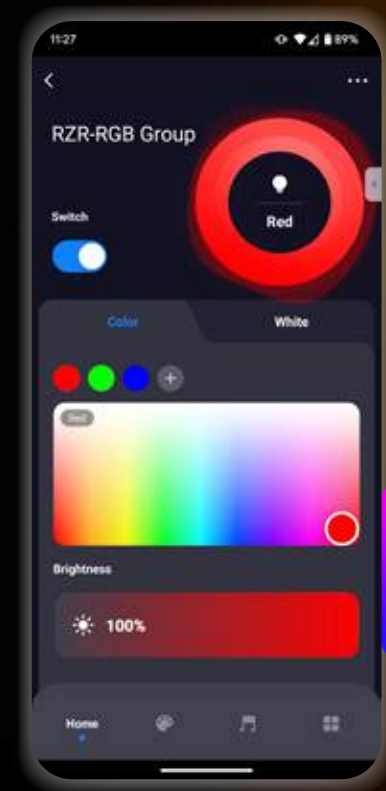 11:27
89%
RZR-RGB Group
Red
Switch
Color
White
Red
Brightness
100%
Home